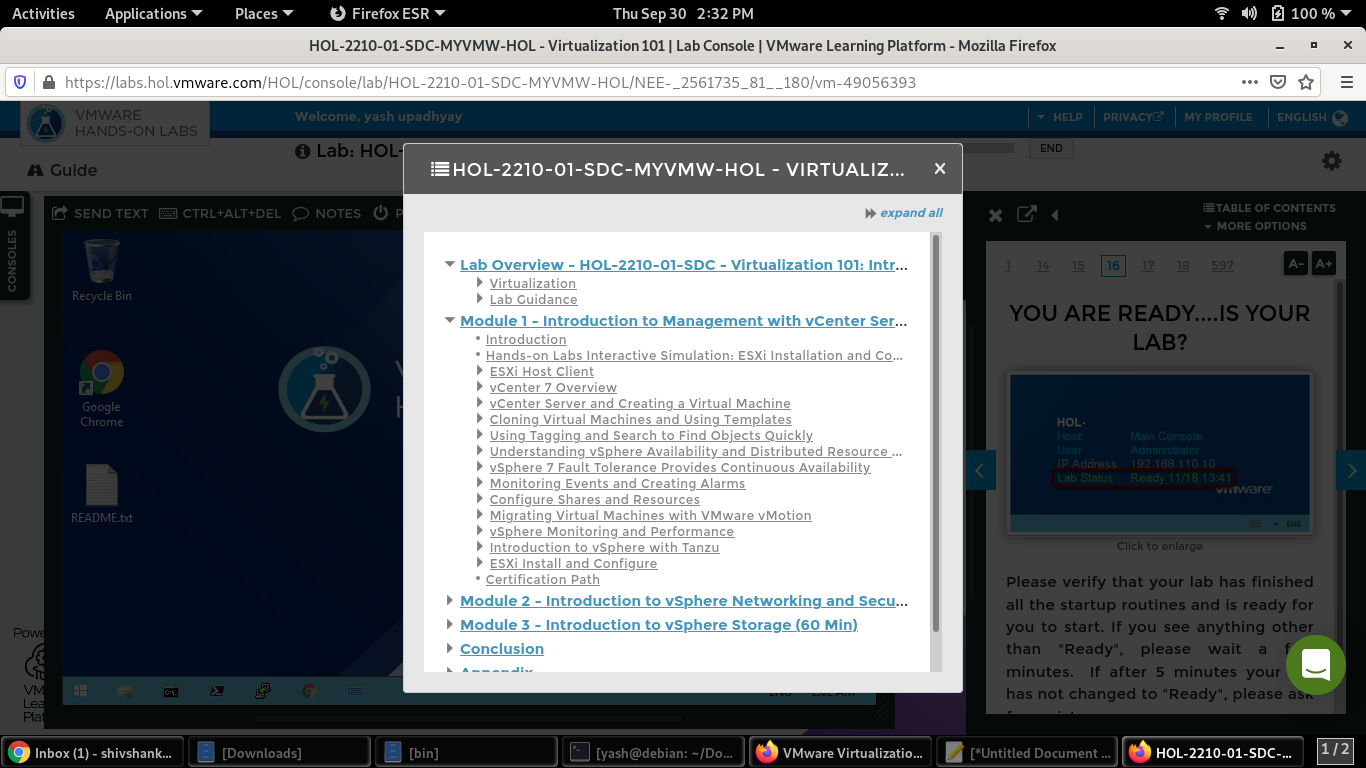 Activities Applications Places Firefox ESR Thu Sep 30 2:32 PM 100 %
HOL-2210-01-SDC-MYVMW-HOL - Virtualization 101 | Lab Console | VMware Learning Platform - Mozilla Firefox
https://labs.hol.vmware.com/HOL/console/lab/HOL-2210-01-SDC-MYVMW-HOL/NEE-_2561735_81__180/vm-49056393
VMWARE
HANDS-ON LABS
Welcome, yash upadhyay
HELP PRIVACY MY PROFILE ENGLISH
Lab: HOL-
END
Guide
CONSOLES
SEND TEXT CTRL+ALT+DEL NOTES
Recycle Bin
Google
Chrome
README.txt
HOL-2210-01-SDC-MYVMW-HOL - VIRTUALIZ...
expand all
Lab Overview - HOL-2210-01-SDC - Virtualization 101: Intr...
Virtualization
Lab Guidance
Module 1 - Introduction to Management with vCenter Ser...
Introduction
Hands-on Labs Interactive Simulation: ESXi Installation and Co...
ESXi Host Client
vCenter 7 Overview
vCenter Server and Creating a Virtual Machine
Cloning Virtual Machines and Using Templates
Using Tagging and Search to Find Objects Quickly
Understanding vSphere Availability and Distributed Resource ...
vSphere 7 Fault Tolerance Provides Continuous Availability
Monitoring Events and Creating Alarms
Configure Shares and Resources
Migrating Virtual Machines with VMware vMotion
vSphere Monitoring and Performance
Introduction to vSphere with Tanzu
ESXi Install and Configure
Certification Path
Module 2 - Introduction to vSphere Networking and Secu...
Module 3 - Introduction to vSphere Storage (60 Min)
Conclusion
Appendix
TABLE OF CONTENTS
MORE OPTIONS
1 14 15 16 17 18 597 A- A+
YOU ARE READY....IS YOUR
LAB?
HOL-
Host Main Console
User Administrator
IP Address 192.168.110.10
Lab Status Ready 11/18 13:41
vmware
ENG
Click to enlarge
Please verify that your lab has finished
all the startup routines and is ready for
you to start. If you see anything other
than "Ready", please wait a
minutes. If after 5 minutes your
has not changed to "Ready", please ask
ENG
Inbox (1) - shivshank... [Downloads] [bin] [yash@debian: ~/Do... VMware Virtualizatio... [*Untitled Document ... HOL-2210-01-SDC-... 1 / 2